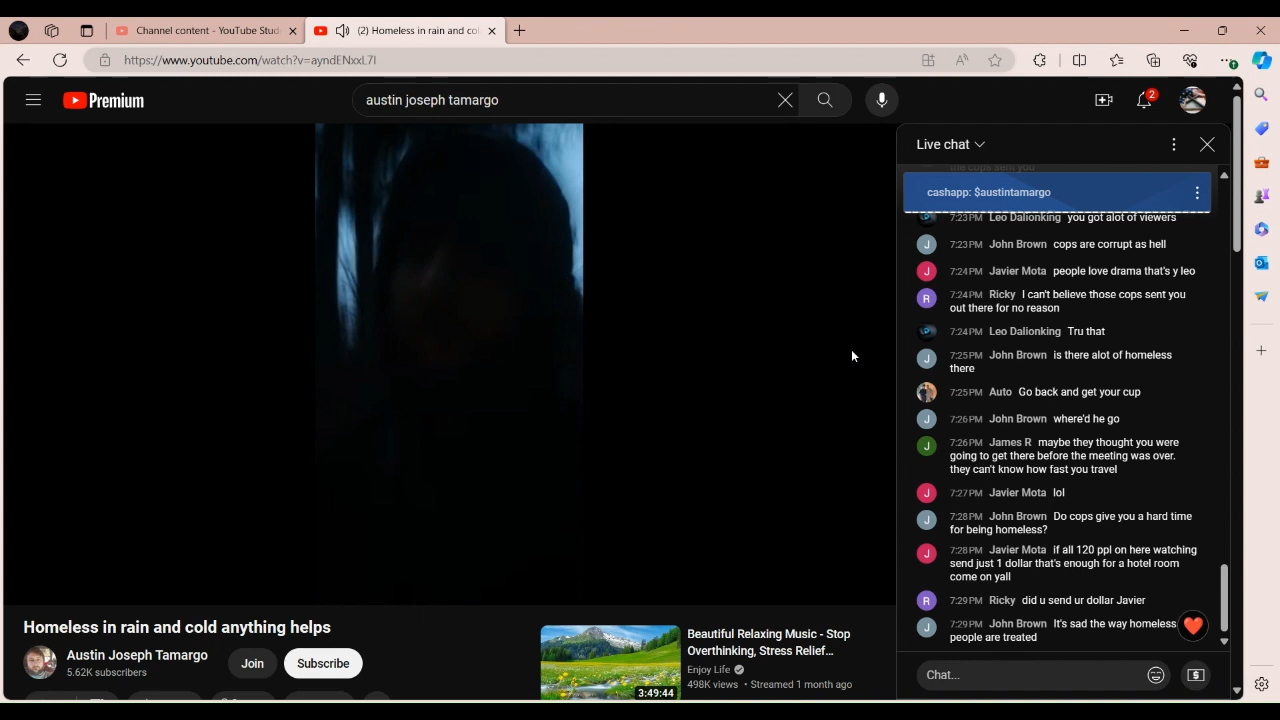 Channel content - YouTube Stud
(2) Homeless in rain and co
https://www.youtube.com/watch?v=ayndENxxL7I
Premium
austin joseph tamargo
2
Live chat
the cops sent you
cashapp: $austintamargo
7:23 PM Leo Dalionking you got alot of viewers
J 7:23 PM John Brown cops are corrupt as hell
J 7:24 PM Javier Mota people love drama that's y leo
R 7:24 PM Ricky I can't believe those cops sent you
out there for no reason
7:24 PM Leo Dalionking Tru that
J 7:25 PM John Brown is there alot of homeless
there
7:25 PM Auto Go back and get your cup
J 7:26 PM John Brown where'd he go
J 7:26 PM James R maybe they thought you were
going to get there before the meeting was over.
they can't know how fast you travel
J 7:27 PM Javier Mota lol
J 7:28 PM John Brown Do cops give you a hard time
for being homeless?
J 7:28 PM Javier Mota if all 120 ppl on here watching
send just 1 dollar that's enough for a hotel room
come on yall
R 7:29 PM Ricky did u send ur dollar Javier
J 7:29 PM John Brown It's sad the way homeless
people are treated
Chat...
Homeless in rain and cold anything helps
Austin Joseph Tamargo
5.62K subscribers
Join
Subscribe
Beautiful Relaxing Music - Stop
Overthinking, Stress Relief...
Enjoy Life
498K views • Streamed 1 month ago
3:49:44